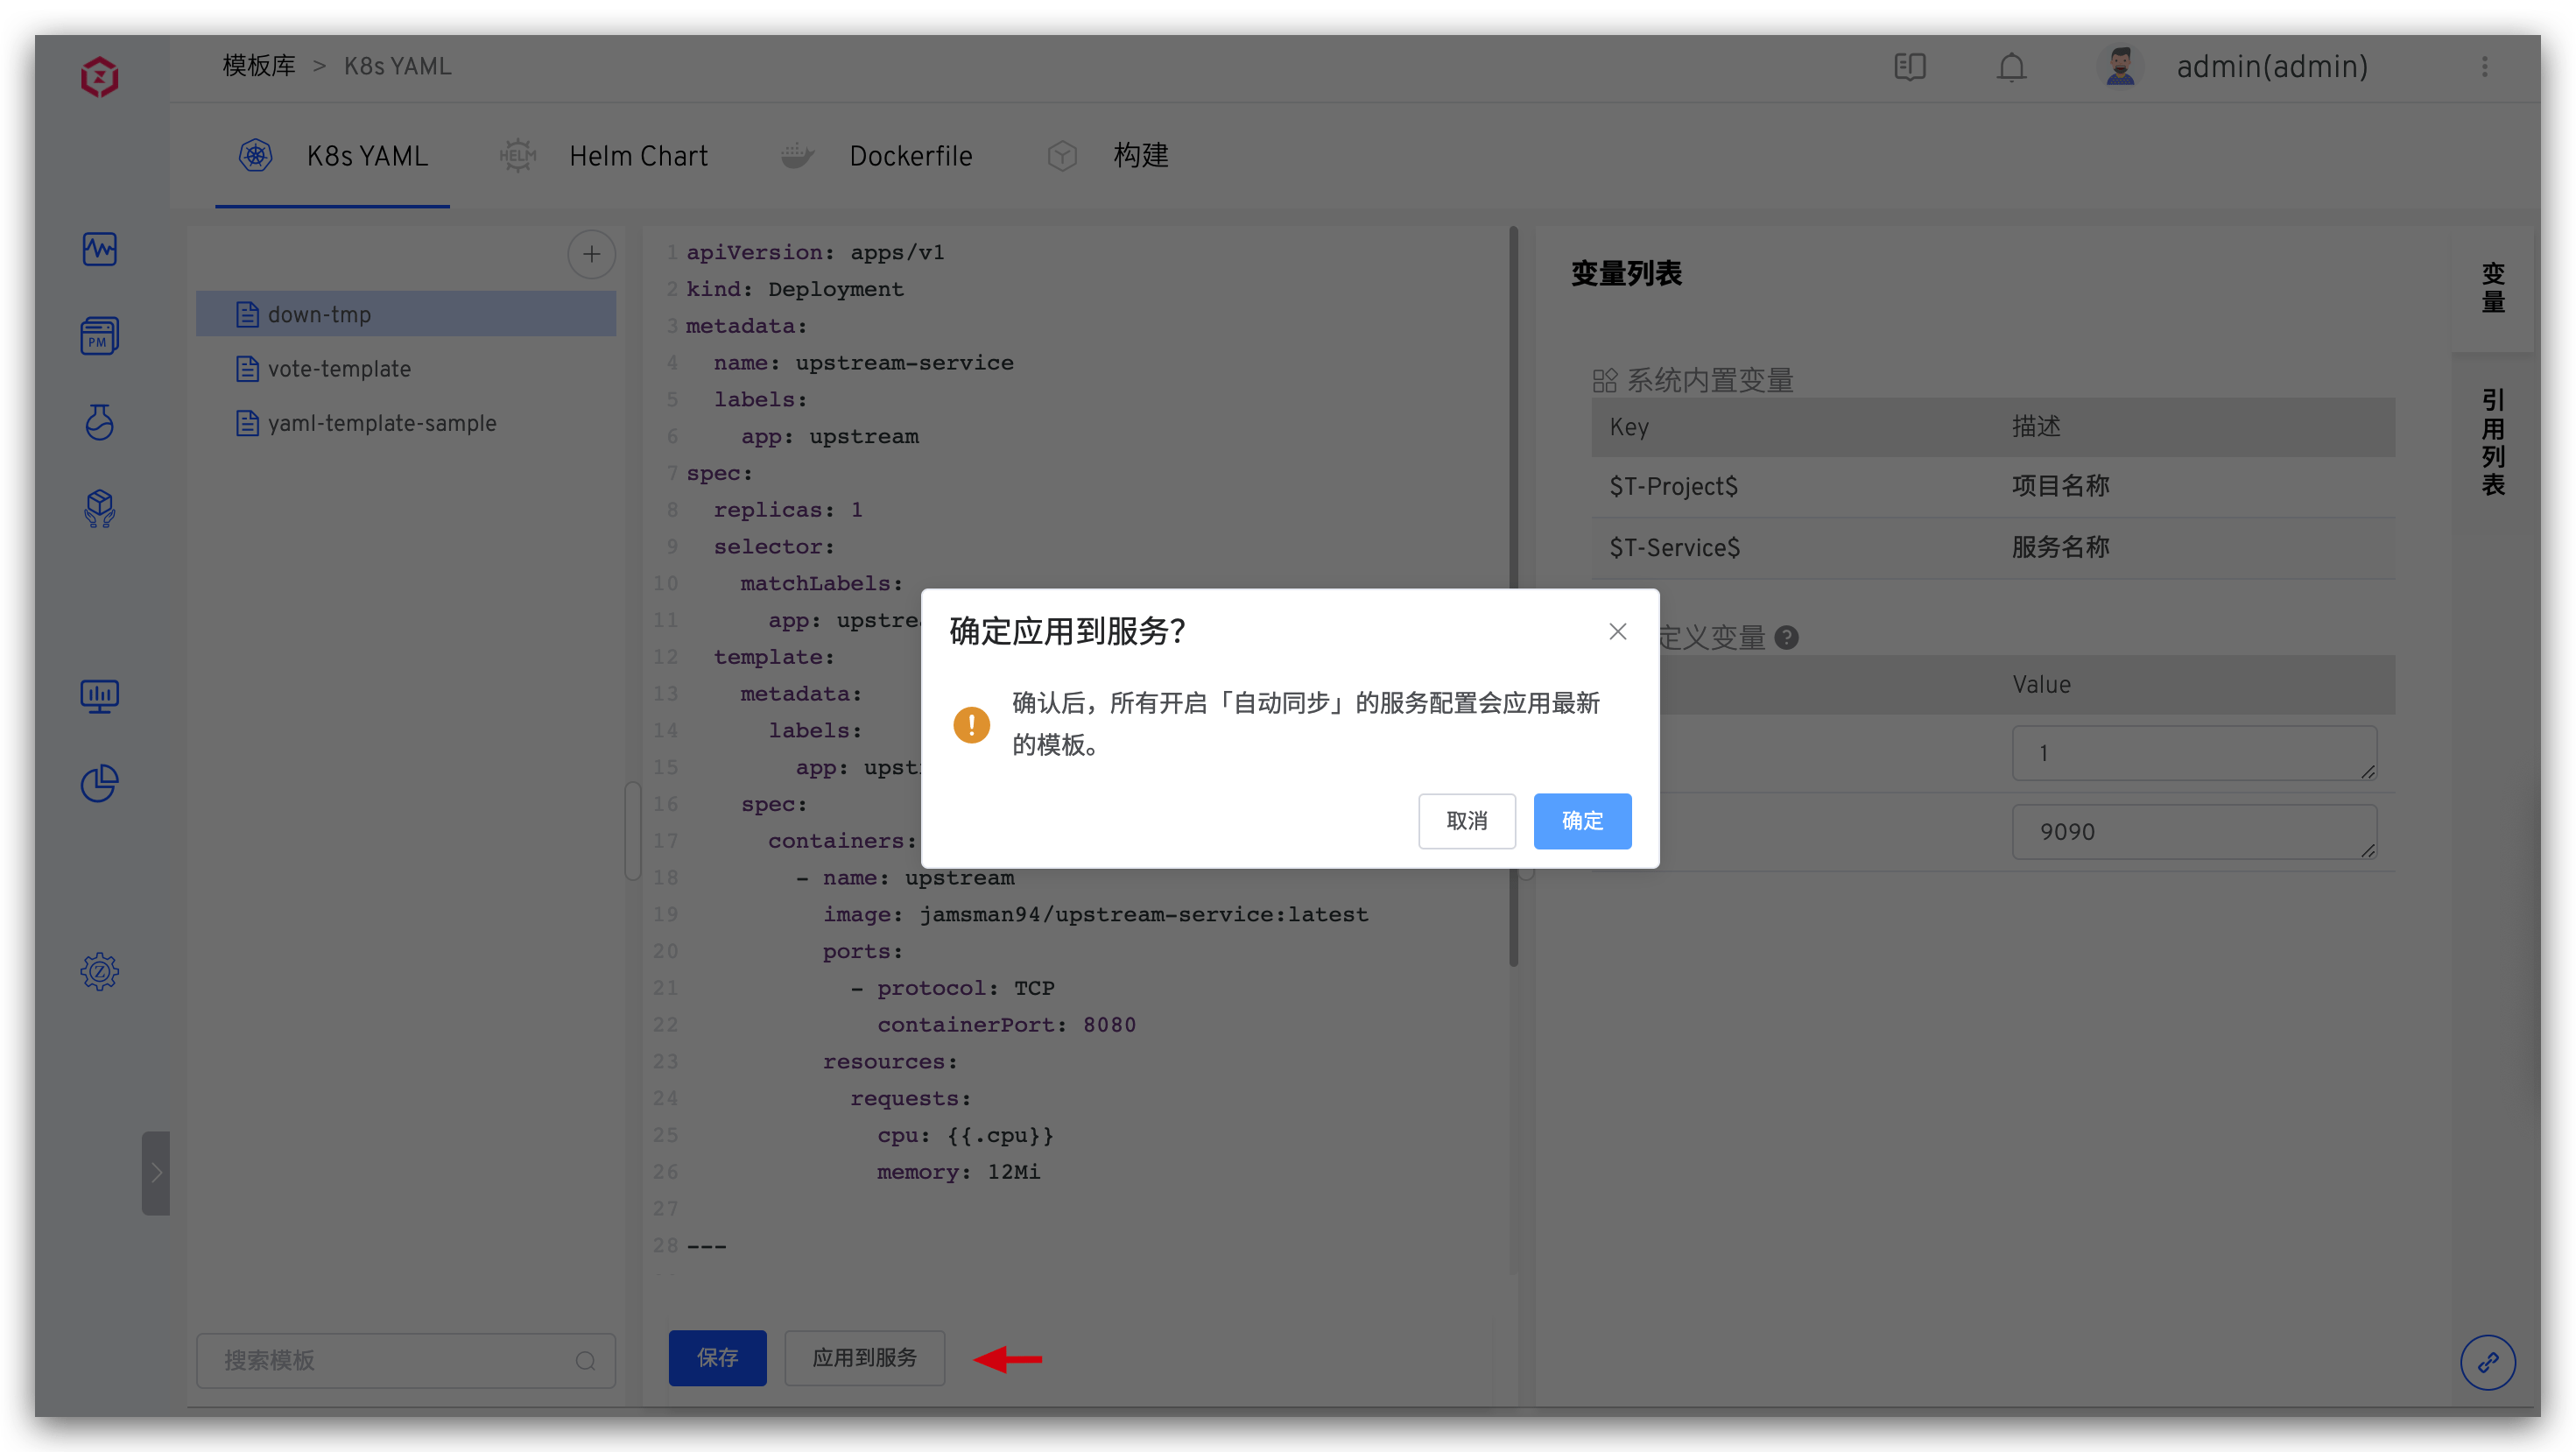 模板库 > K8s YAML
admin(admin)
K8s YAML
HELM
Helm Chart
Dockerfile
构建
PM
down-tmp
vote-template
yaml-template-sample
1 apiVersion: apps/v1
2 kind: Deployment
3 metadata:
4 name: upstream-service
5 labels:
6 app: upstream
7 spec:
8 replicas: 1
9 selector:
10 matchLabels:
11 app: upstre
12 template:
13 metadata:
14 labels:
15 app: upst
16 spec:
17 containers:
18 - name: upstream
19 image: jamsman94/upstream-service:latest
20 ports:
21 - protocol: TCP
22 containerPort: 8080
23 resources:
24 requests:
25 cpu: {{.cpu}}
26 memory: 12Mi
27
28 ---
保存
应用到服务
搜索模板
变量列表
系统内置变量
Key 描述
$T-Project$ 项目名称
$T-Service$ 服务名称
定义变量 ?
Value
1
9090
变量
引用列表
确定应用到服务?
确认后，所有开启「自动同步」的服务配置会应用最新
的模板。
取消
确定